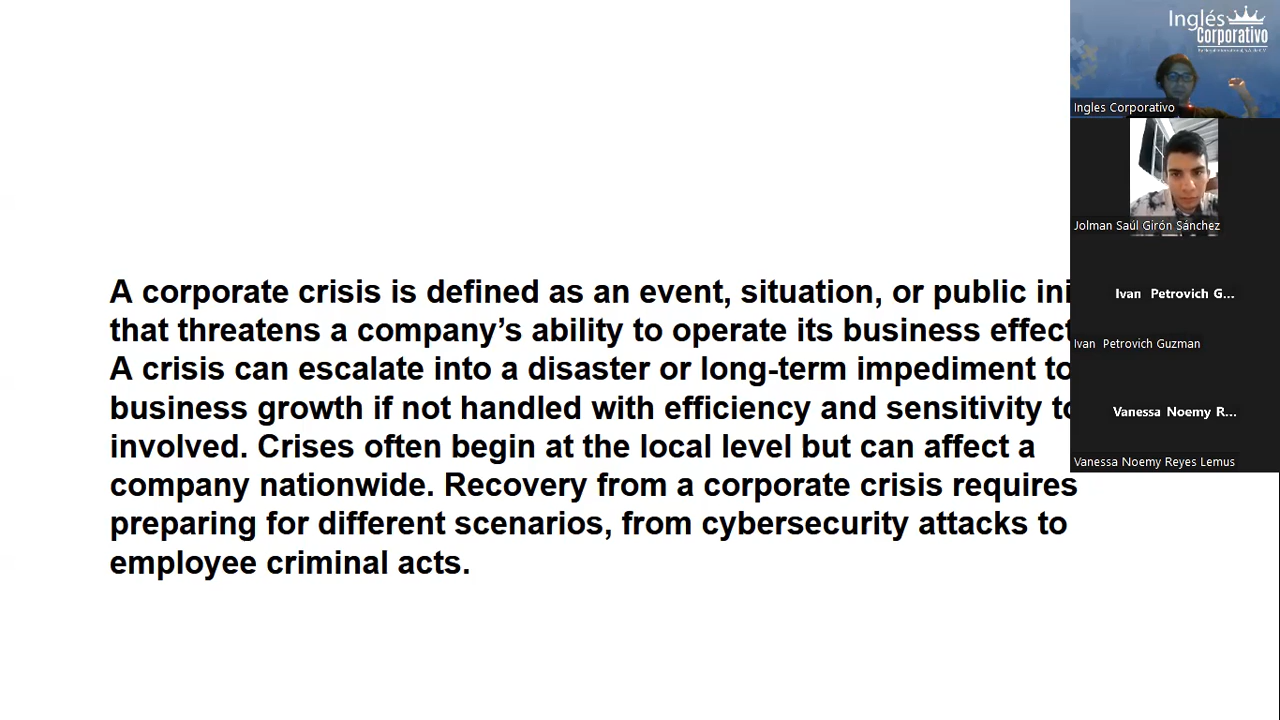 A corporate crisis is defined as an event, situation, or public
that threatens a company’s ability to operate its business
A crisis can escalate into a disaster or long-term impediment to
business growth if not handled with efficiency and sensitivity
involved. Crises often begin at the local level but can affect a
company nationwide. Recovery from a corporate crisis requires
preparing for different scenarios, from cybersecurity attacks to
employee criminal acts.
Inglés
Corporativo
Ingles Corporativo
Jolman Saúl Girón Sánchez
Ivan Petrovich G...
Ivan Petrovich Guzman
Vanessa Noemy R...
Vanessa Noemy Reyes Lemus